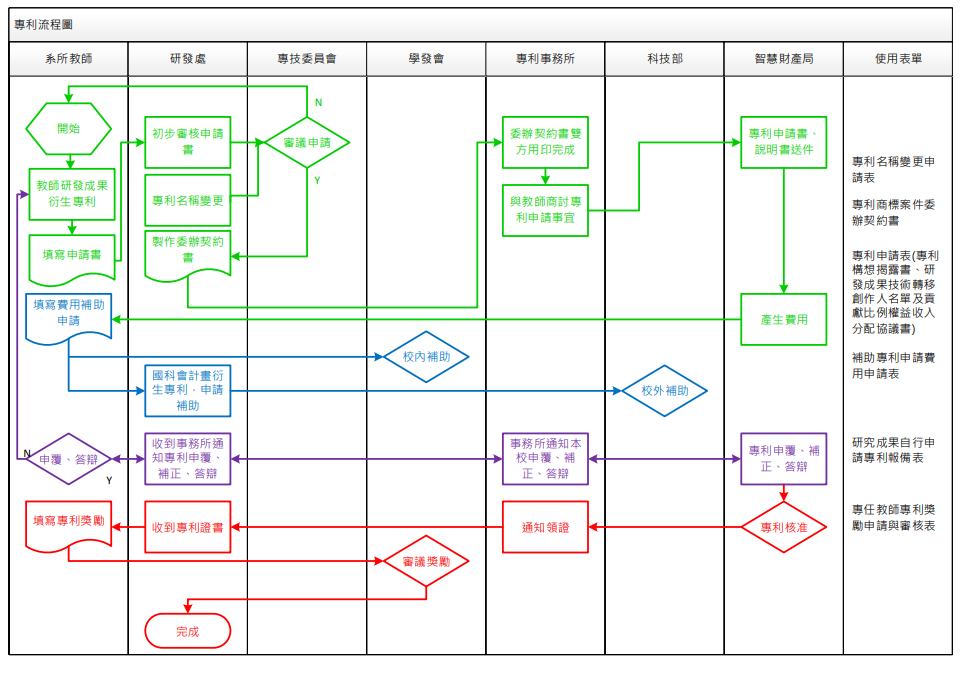 專利流程圖
系所教師
研發處
專技委員會
學發會
專利事務所
科技部
智慧財產局
使用表單
N
開始
初步審核申請
書
審議申請
委辦契約書雙
方用印完成
專利申請書、
說明書送件
專利名稱變更申
請表
Y
教師研發成果
衍生專利
專利名稱變更
與教師商討專
利申請事宜
專利商標案件委
辦契約書
填寫申請書
製作委辦契約
書
專利申請表(專利
構想揭露書、研
發成果技術轉移
創作人名單及貢
獻比例權益收入
分配協議書)
填寫費用補助
申請
產生費用
校內補助
補助專利申請費
用申請表
國科會計畫衍
生專利，申請
補助
校外補助
N
申覆、答辯
Y
收到事務所通
知專利申覆、
補正、答辯
事務所通知本
校申覆、補
正、答辯
專利申覆、補
正、答辯
研究成果自行申
請專利報備表
填寫專利獎勵
收到專利證書
通知領證
專利核准
專任教師專利獎
勵申請與審核表
審議獎勵
完成